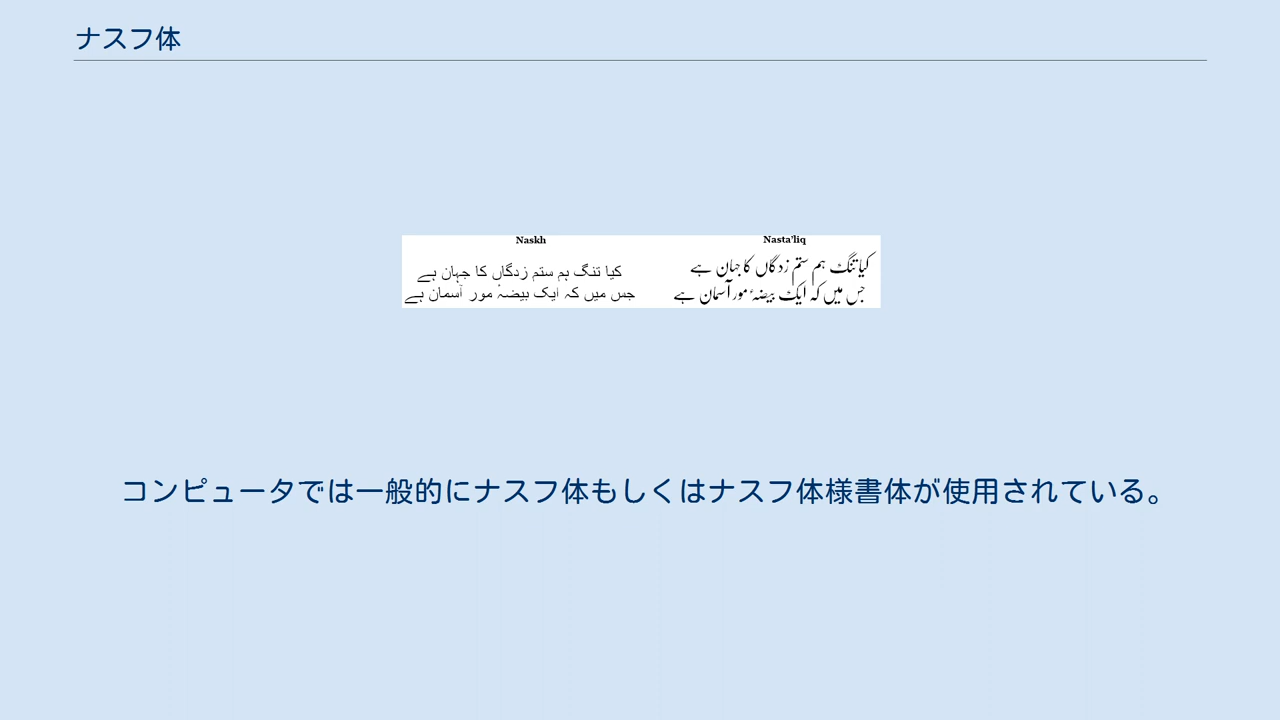 ナスフ体
Naskh
کیا تنگ ہم ستم زدگاں کا جہان ہے
جس میں کہ ایک بیضۂ مور آسمان ہے
Nasta'liq
کیا تنگ ہم ستم زدگاں کا جہان ہے
جس میں کہ ایک بیضہٴ مور آسمان ہے
コンピュータでは一般的にナスフ体もしくはナスフ体様書体が使用されている。